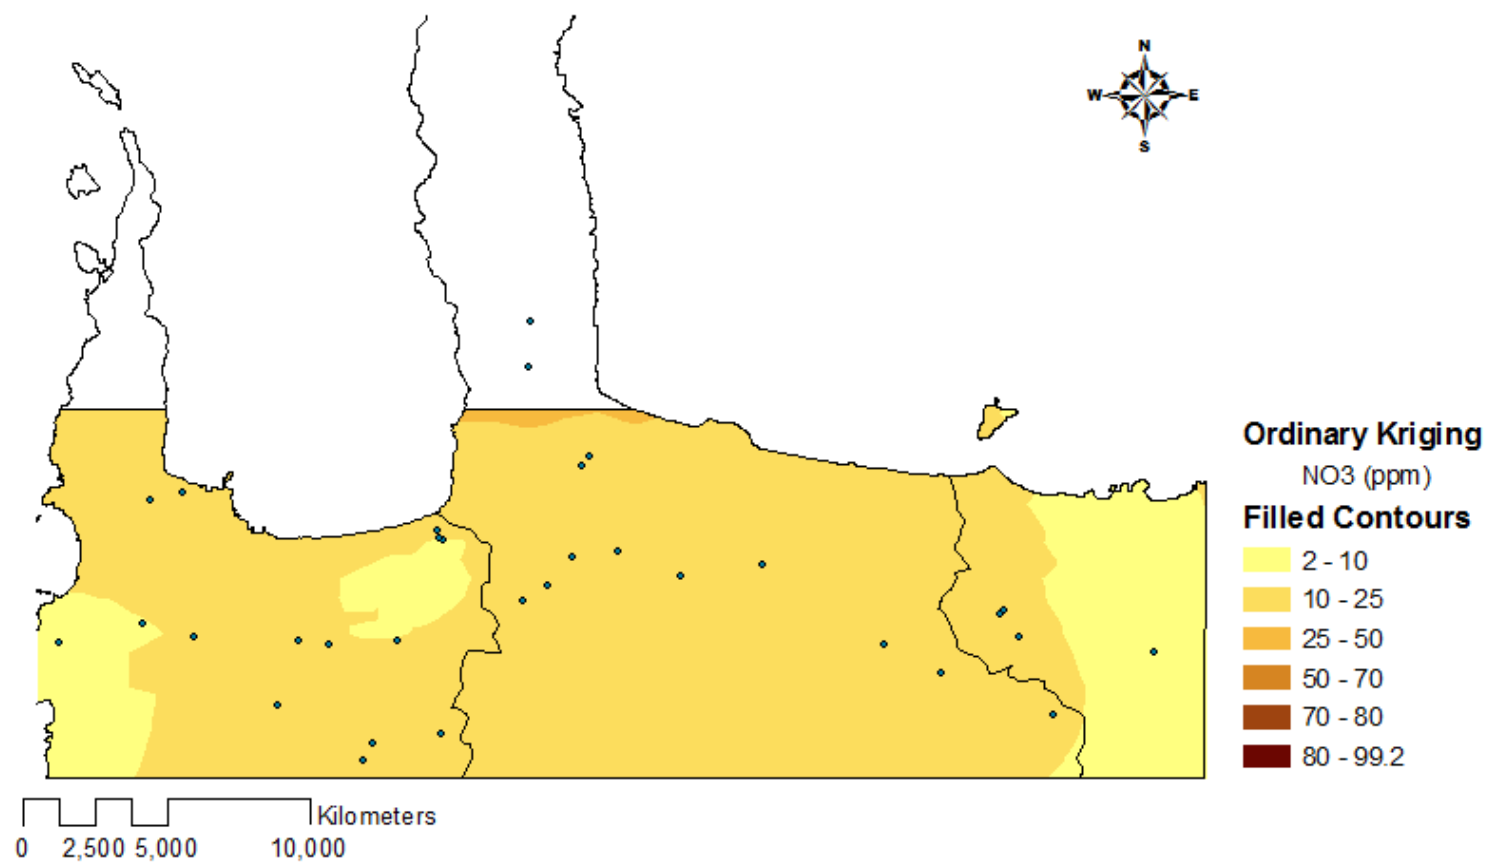 N
W E
S
Ordinary Kriging
NO3 (ppm)
Filled Contours
2 - 10
10 - 25
25 - 50
50 - 70
70 - 80
80 - 99.2
Kilometers
0 2,500 5,000 10,000